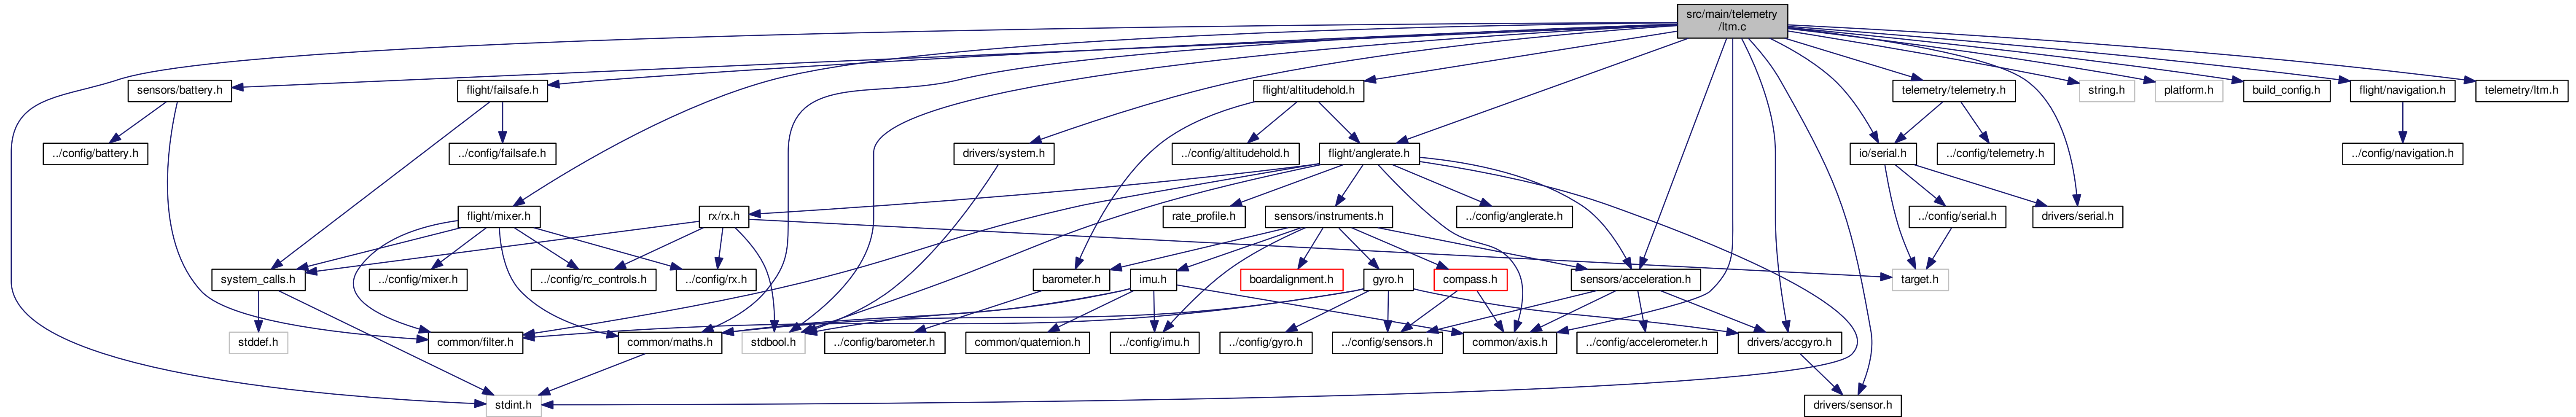 src/main/telemetry
/ltm.c
sensors/battery.h
flight/failsafe.h
flight/altitudehold.h
telemetry/telemetry.h
string.h
platform.h
build_config.h
flight/navigation.h
telemetry/ltm.h
../config/battery.h
../config/failsafe.h
drivers/system.h
../config/altitudehold.h
flight/anglerate.h
io/serial.h
../config/telemetry.h
../config/navigation.h
flight/mixer.h
rx/rx.h
rate_profile.h
sensors/instruments.h
../config/anglerate.h
../config/serial.h
drivers/serial.h
system_calls.h
../config/mixer.h
../config/rc_controls.h
../config/rx.h
barometer.h
imu.h
boardalignment.h
gyro.h
compass.h
sensors/acceleration.h
target.h
stddef.h
common/filter.h
common/maths.h
stdbool.h
../config/barometer.h
common/quaternion.h
../config/imu.h
../config/gyro.h
../config/sensors.h
common/axis.h
../config/accelerometer.h
drivers/accgyro.h
stdint.h
drivers/sensor.h